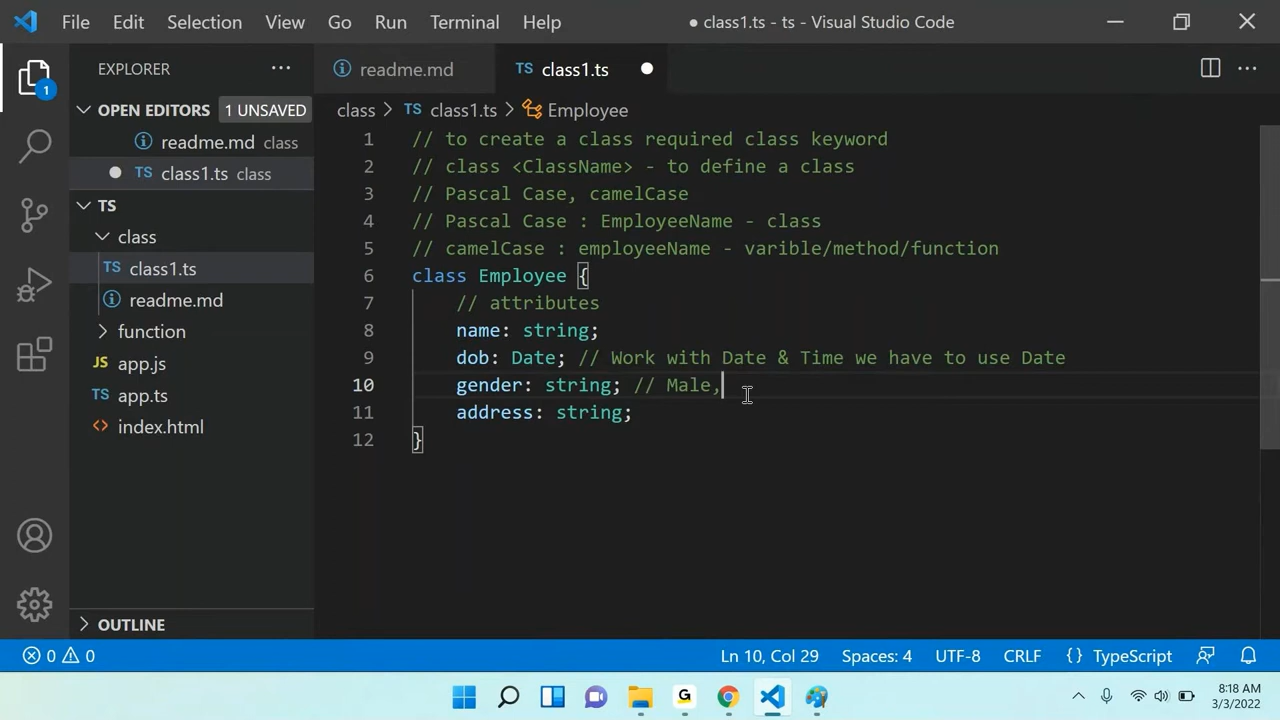 File Edit Selection View Go Run Terminal Help ● class1.ts - ts - Visual Studio Code
EXPLORER ···
readme.md TS class1.ts ●
OPEN EDITORS 1 UNSAVED
class > TS class1.ts > Employee
readme.md class
● TS class1.ts class
TS
class
TS class1.ts
readme.md
function
JS app.js
TS app.ts
<> index.html
OUTLINE
1
1 // to create a class required class keyword
2 // class <ClassName> - to define a class
3 // Pascal Case, camelCase
4 // Pascal Case : EmployeeName - class
5 // camelCase : employeeName - varible/method/function
6 class Employee {
7 // attributes
8 name: string;
9 dob: Date; // Work with Date & Time we have to use Date
10 gender: string; // Male,
11 address: string;
12 }
0 0 Ln 10, Col 29 Spaces: 4 UTF-8 CRLF {} TypeScript
G
8:18 AM
3/3/2022